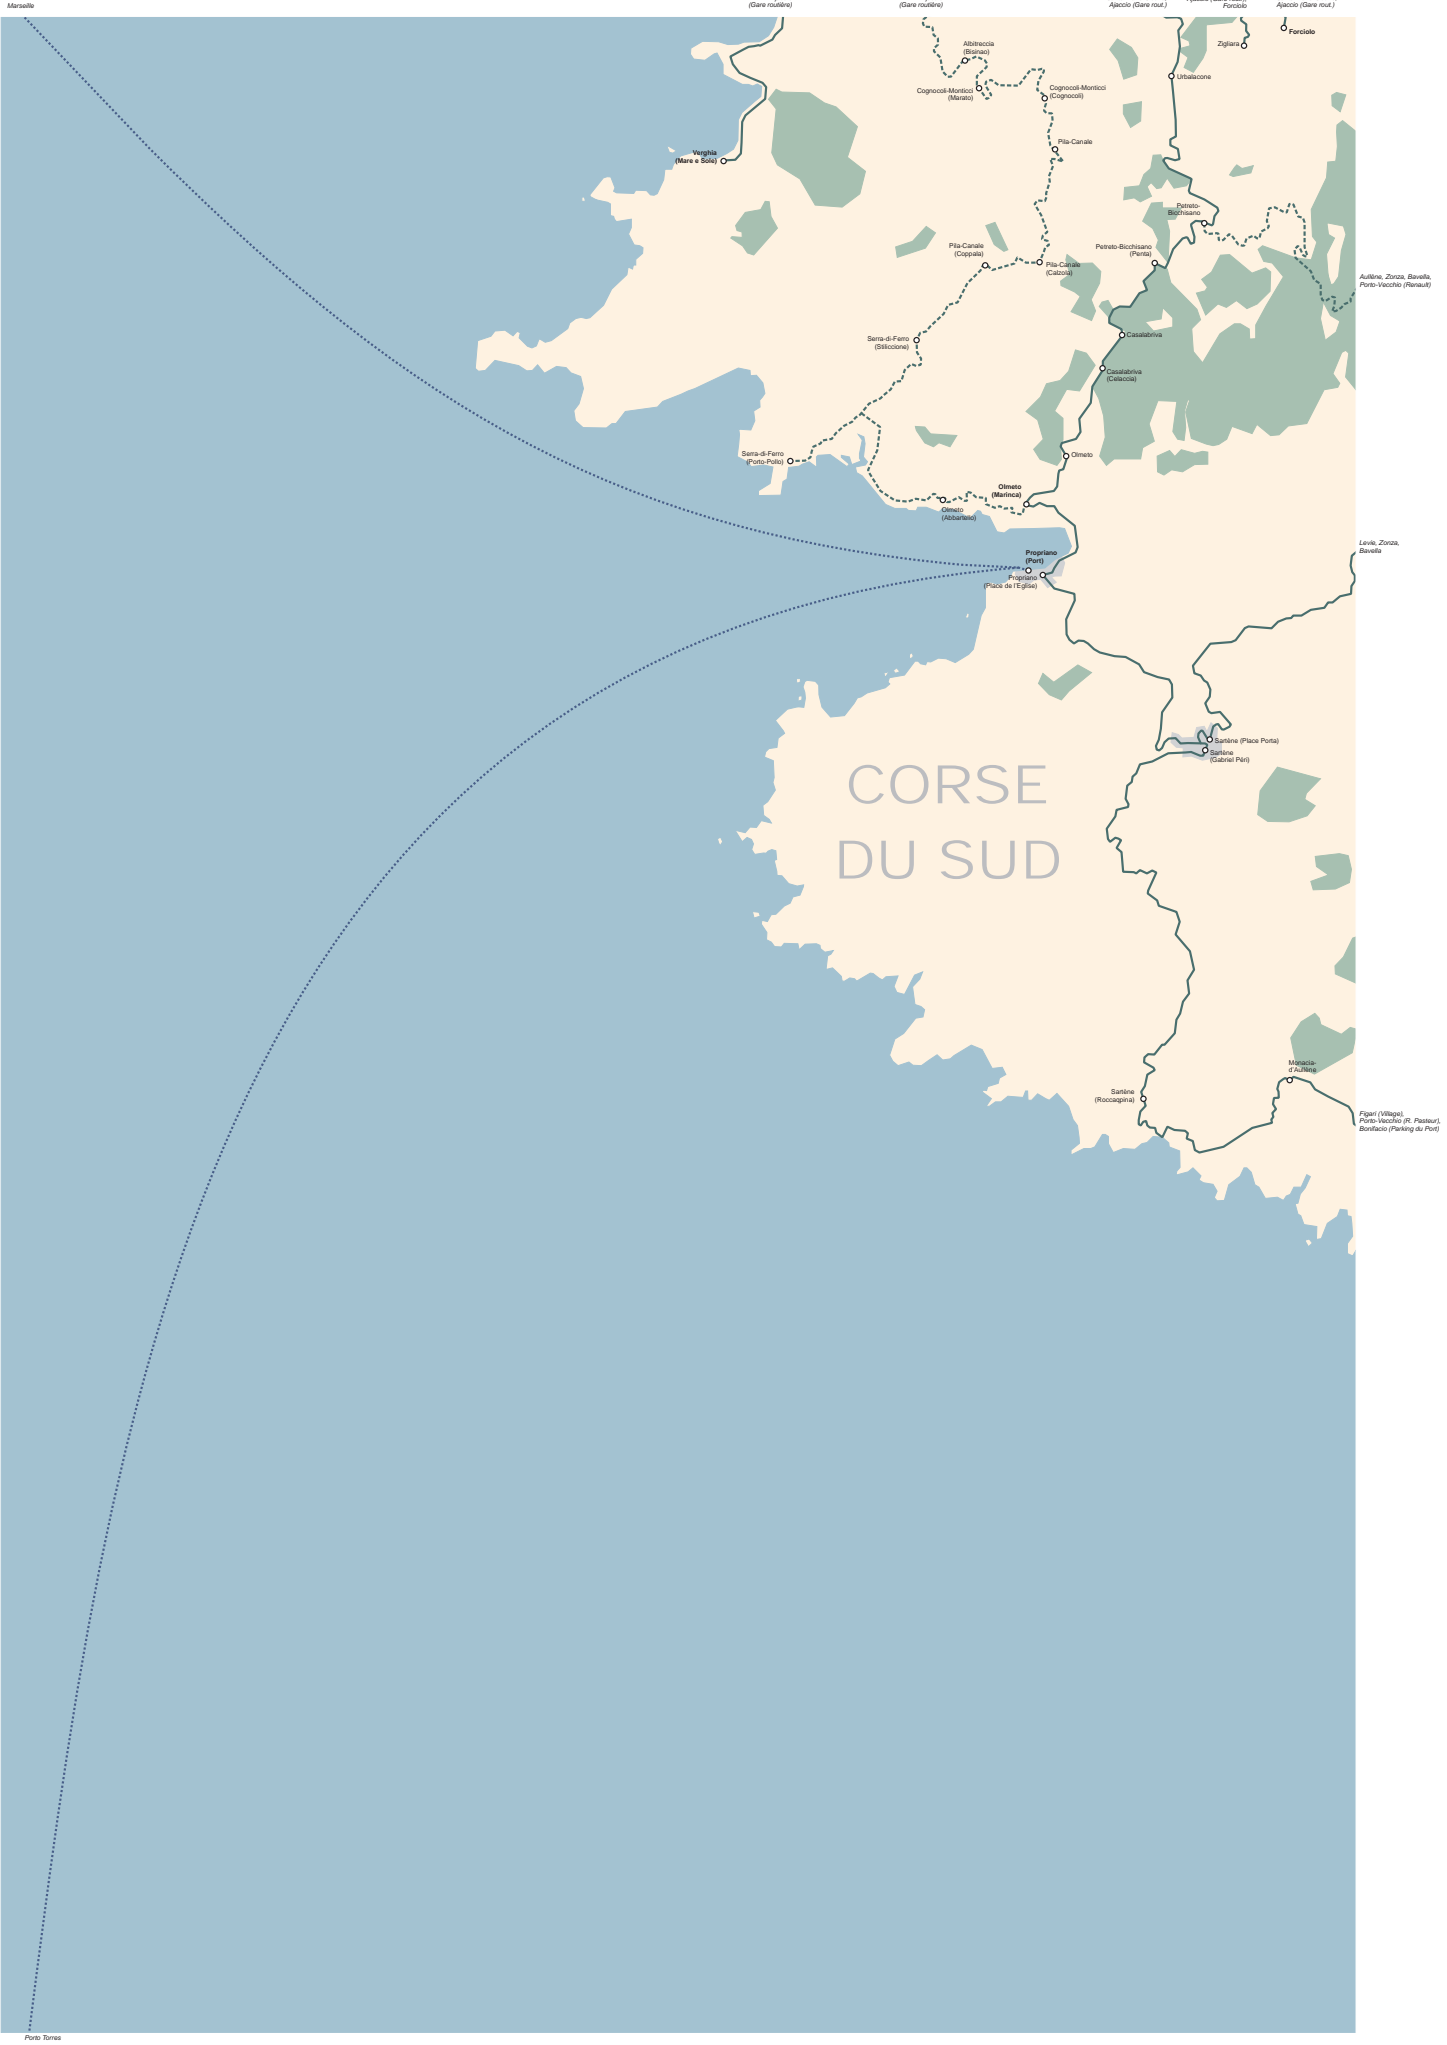 Marseille
(Gare routière)
(Gare routière)
Ajaccio (Gare rout.)
Forciolo
Ajaccio (Gare rout.)
Forciolo
Zigliara
Albitreccia
(Bisinao)
Urbalacone
Cognocoli-Monticci
(Marato)
Cognocoli-Monticci
(Cognocoli)
Pila-Canale
Verghia
(Mare e Sole)
Petreto-
Bicchisano
Pila-Canale
(Coppala)
Petreto-Bicchisano
(Penta)
Pila-Canale
(Calzola)
Aullène, Zonza, Bavella,
Porto-Vecchio (Renault)
Serra-di-Ferro
(Stiliccione)
Casalabriva
Casalabriva
(Celaccia)
Serra-di-Ferro
(Porto-Pollo)
Olmeto
Olmeto
(Marinca)
Olmeto
(Abbartello)
Propriano
(Port)
Propriano
(Place de l'Eglise)
Levie, Zonza,
Bavella
Sartène (Place Porta)
Sartène
(Gabriel Péri)
CORSE
DU SUD
Monacia-
d'Aullène
Sartène
(Roccaqpina)
Figari (Village),
Porto-Vecchio (R. Pasteur),
Bonifacio (Parking du Port)
Porto Torres